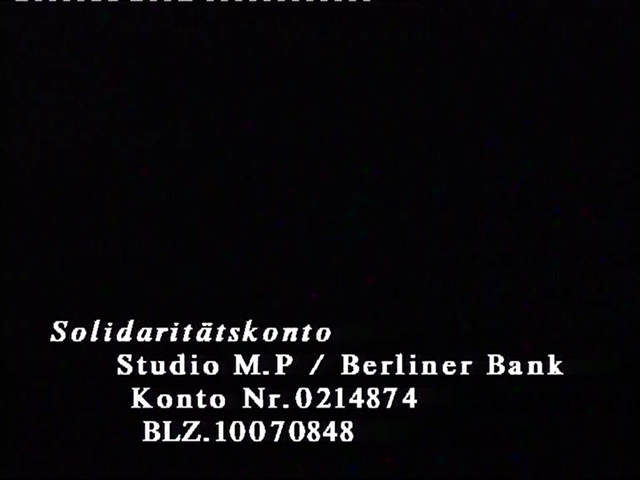 Solidaritätskonto
Studio M.P / Berliner Bank
Konto Nr.0214874
BLZ.10070848